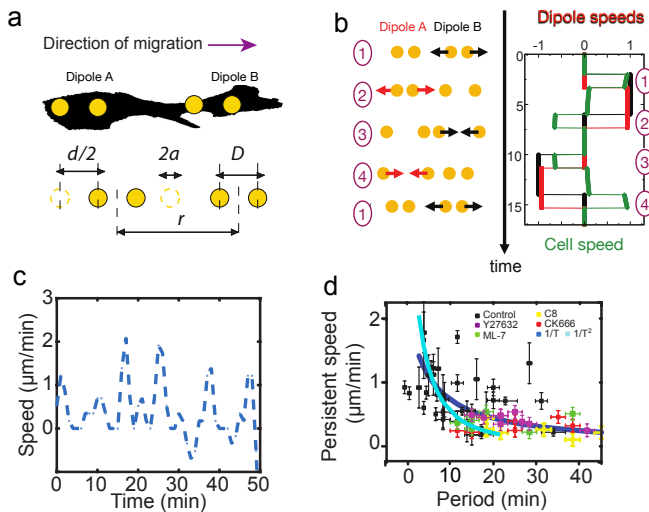 a
Direction of migration
Dipole A
Dipole B
d/2
2a
D
r
b
Dipole A
Dipole B
1
2
3
4
1
time
Dipole speeds
-1
0
1
0
5
10
15
1
2
3
4
Cell speed
c
Speed (µm/min)
3
2
1
0
0
10
20
30
40
50
Time (min)
d
Persistent speed
(µm/min)
2
1
0
0
10
20
30
40
Period (min)
Control
Y27632
ML-7
C8
CK666
1/T
1/T²